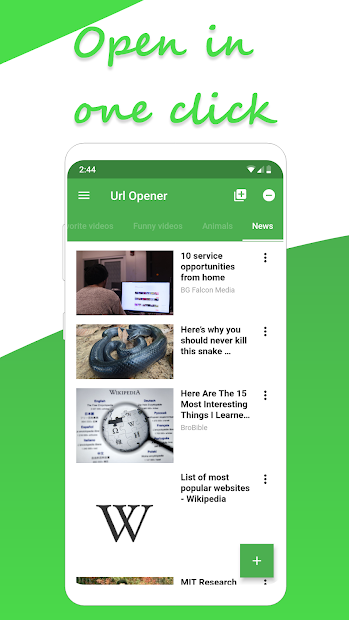 Open in
one click
2:44
Url Opener
vorite videos Funny videos Animals News
10 service
opportunities
from home
BG Falcon Media
Here's why you
should never kill
this snake ...
WIKIPEDIA
Here Are The 15
Most Interesting
Things I Learne...
BroBible
List of most
popular websites
- Wikipedia
W
MIT Research